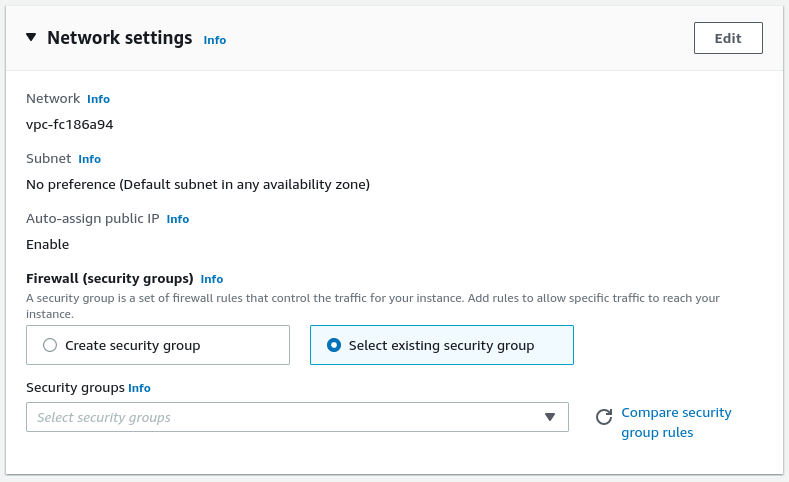 Network settings Info
Edit
Network Info
vpc-fc186a94
Subnet Info
No preference (Default subnet in any availability zone)
Auto-assign public IP Info
Enable
Firewall (security groups) Info
A security group is a set of firewall rules that control the traffic for your instance. Add rules to allow specific traffic to reach your
instance.
Create security group
Select existing security group
Security groups Info
Select security groups
Compare security
group rules